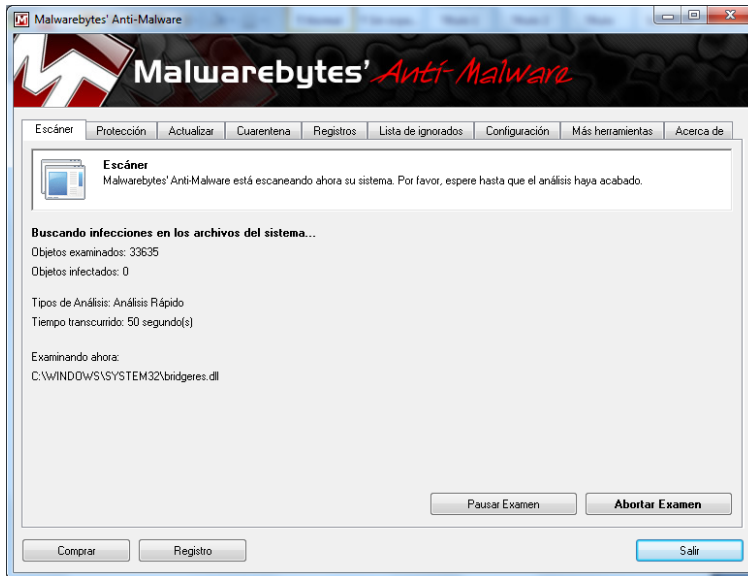 Malwarebytes' Anti-Malware
Malwarebytes' Anti-Malware
Escáner Protección Actualizar Cuarentena Registros Lista de ignorados Configuración Más herramientas Acerca de
Escáner
Malwarebytes' Anti-Malware está escaneando ahora su sistema. Por favor, espere hasta que el análisis haya acabado.
Buscando infecciones en los archivos del sistema...
Objetos examinados: 33635
Objetos infectados: 0
Tipos de Análisis: Análisis Rápido
Tiempo transcurrido: 50 segundo(s)
Examinando ahora:
C:\WINDOWS\SYSTEM32\bridgeres.dll
Pausar Examen Abortar Examen
Comprar Registro Salir